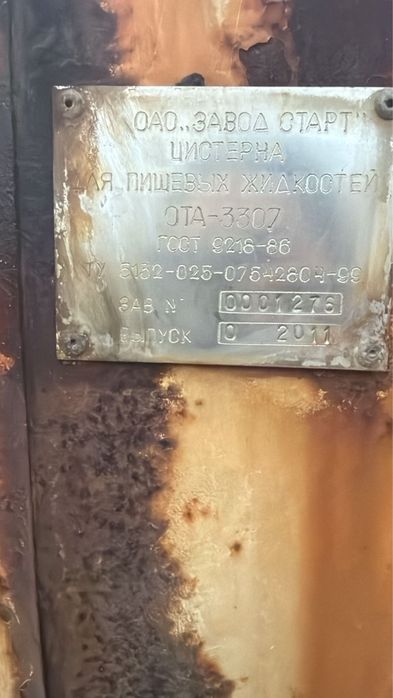 ОАО „ЗАВОД СТАРТ"
ЦИСТЕРНА
ДЛЯ ПИЩЕВЫХ ЖИДКОСТЕЙ
ОТА-3307
ГОСТ 9218-86
ТУ 5132-025-07542804-99
ЗАВ N 0001276
ВЫПУСК 0 2011